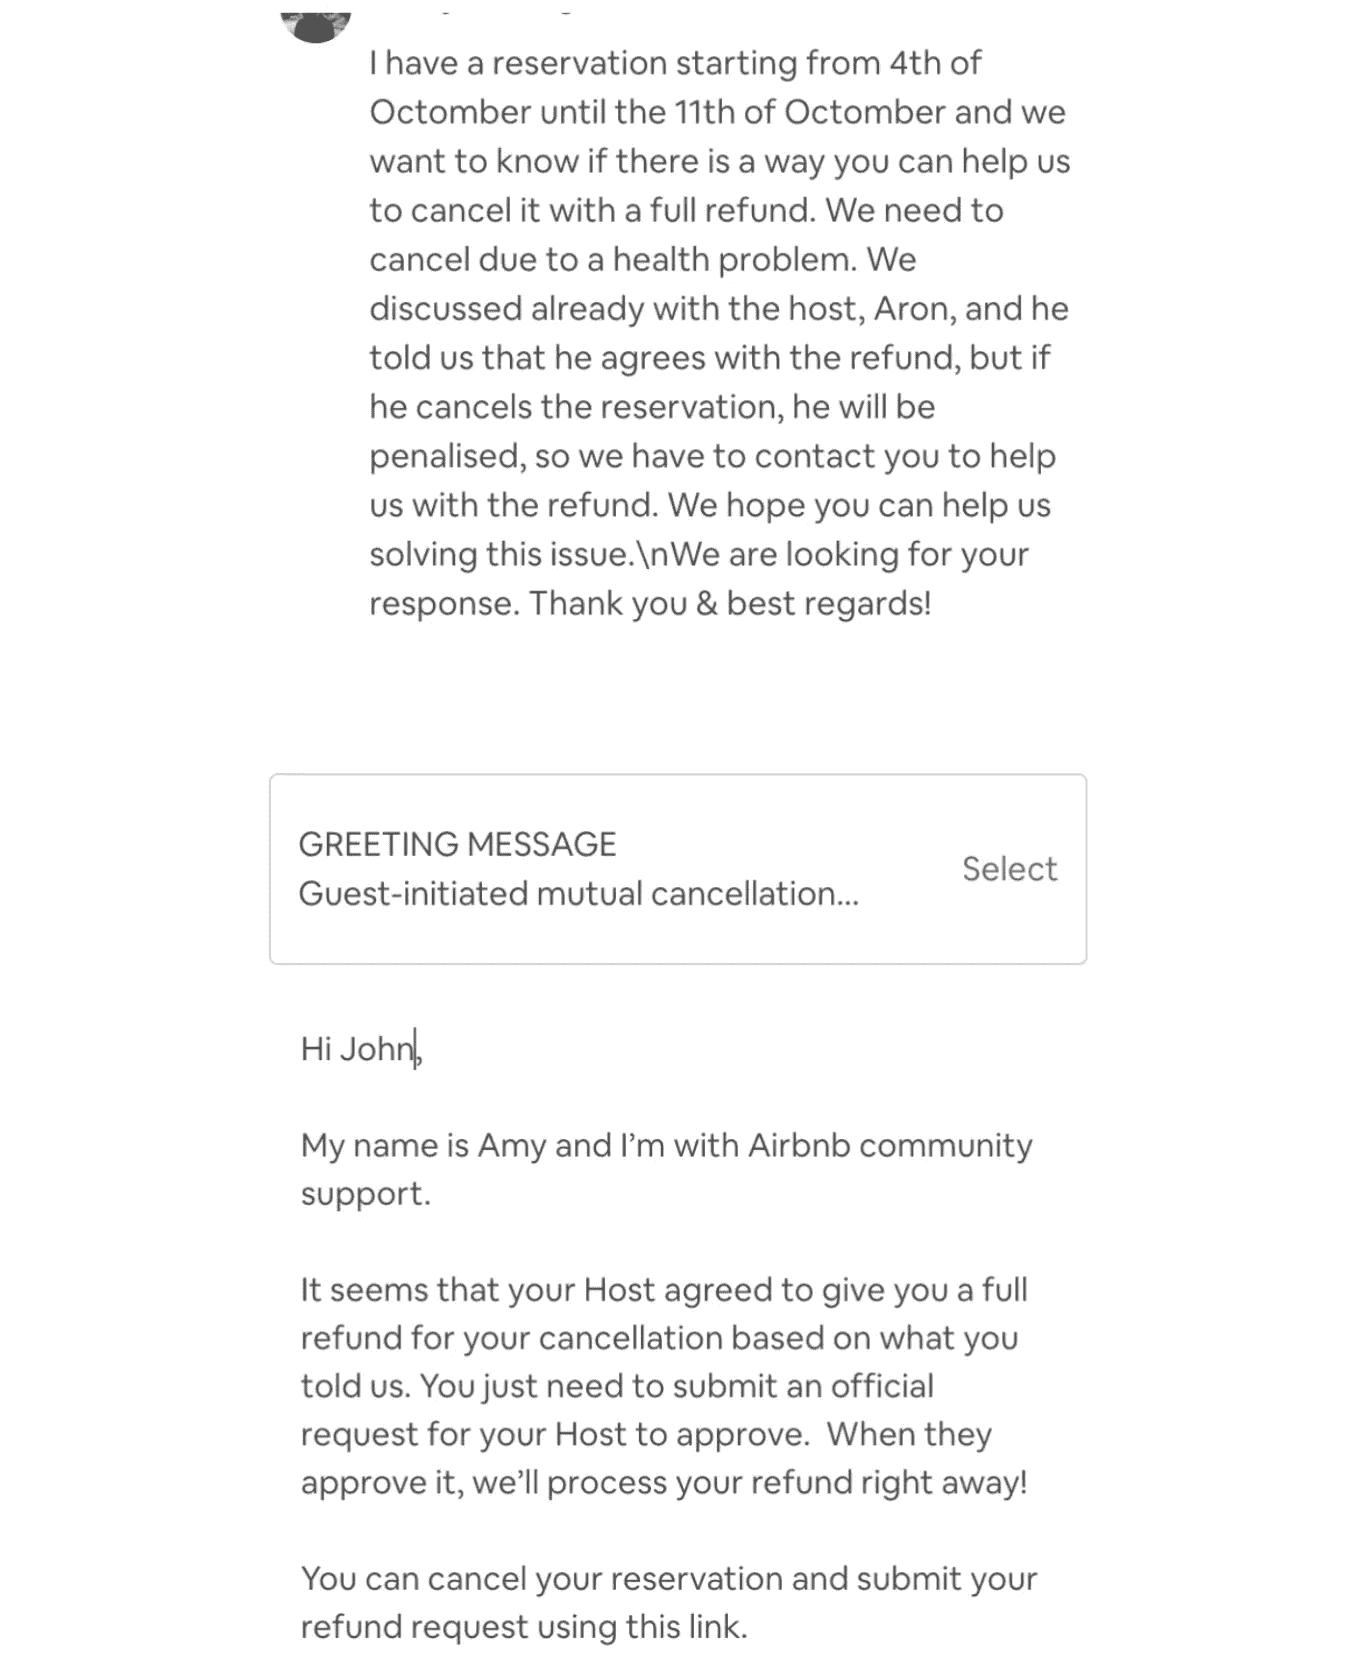 I have a reservation starting from 4th of
Octomber until the 11th of Octomber and we
want to know if there is a way you can help us
to cancel it with a full refund. We need to
cancel due to a health problem. We
discussed already with the host, Aron, and he
told us that he agrees with the refund, but if
he cancels the reservation, he will be
penalised, so we have to contact you to help
us with the refund. We hope you can help us
solving this issue.\nWe are looking for your
response. Thank you & best regards!
GREETING MESSAGE
Guest-initiated mutual cancellation...
Select
Hi John,
My name is Amy and I’m with Airbnb community
support.
It seems that your Host agreed to give you a full
refund for your cancellation based on what you
told us. You just need to submit an official
request for your Host to approve.  When they
approve it, we’ll process your refund right away!
You can cancel your reservation and submit your
refund request using this link.